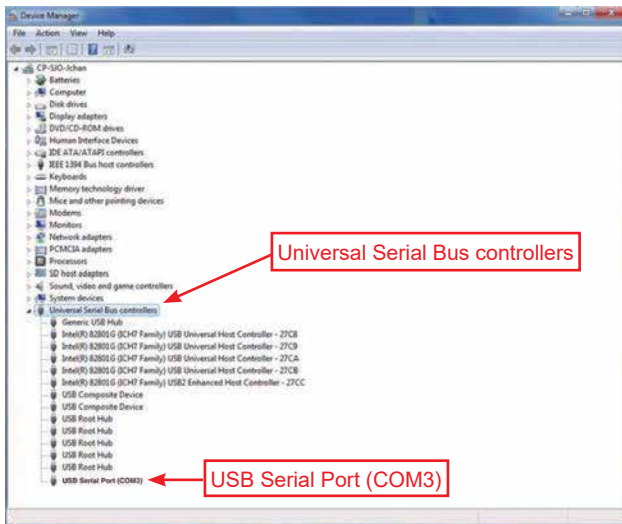 Device Manager
File Action View Help
CP-SIO-Jchan
Batteries
Computer
Disk drives
Display adapters
DVD/CD-ROM drives
Human Interface Devices
IDE ATA/ATAPI controllers
IEEE 1394 Bus host controllers
Keyboards
Memory technology driver
Mice and other pointing devices
Modems
Monitors
Network adapters
PCMCIA adapters
Processors
SD host adapters
Sound, video and game controllers
System devices
Universal Serial Bus controllers
Generic USB Hub
Intel(R) 82801G (ICH7 Family) USB Universal Host Controller - 27C8
Intel(R) 82801G (ICH7 Family) USB Universal Host Controller - 27C9
Intel(R) 82801G (ICH7 Family) USB Universal Host Controller - 27CA
Intel(R) 82801G (ICH7 Family) USB Universal Host Controller - 27CB
Intel(R) 82801G (ICH7 Family) USB2 Enhanced Host Controller - 27CC
USB Composite Device
USB Composite Device
USB Root Hub
USB Root Hub
USB Root Hub
USB Root Hub
USB Root Hub
USB Serial Port (COM3)
Universal Serial Bus controllers
USB Serial Port (COM3)